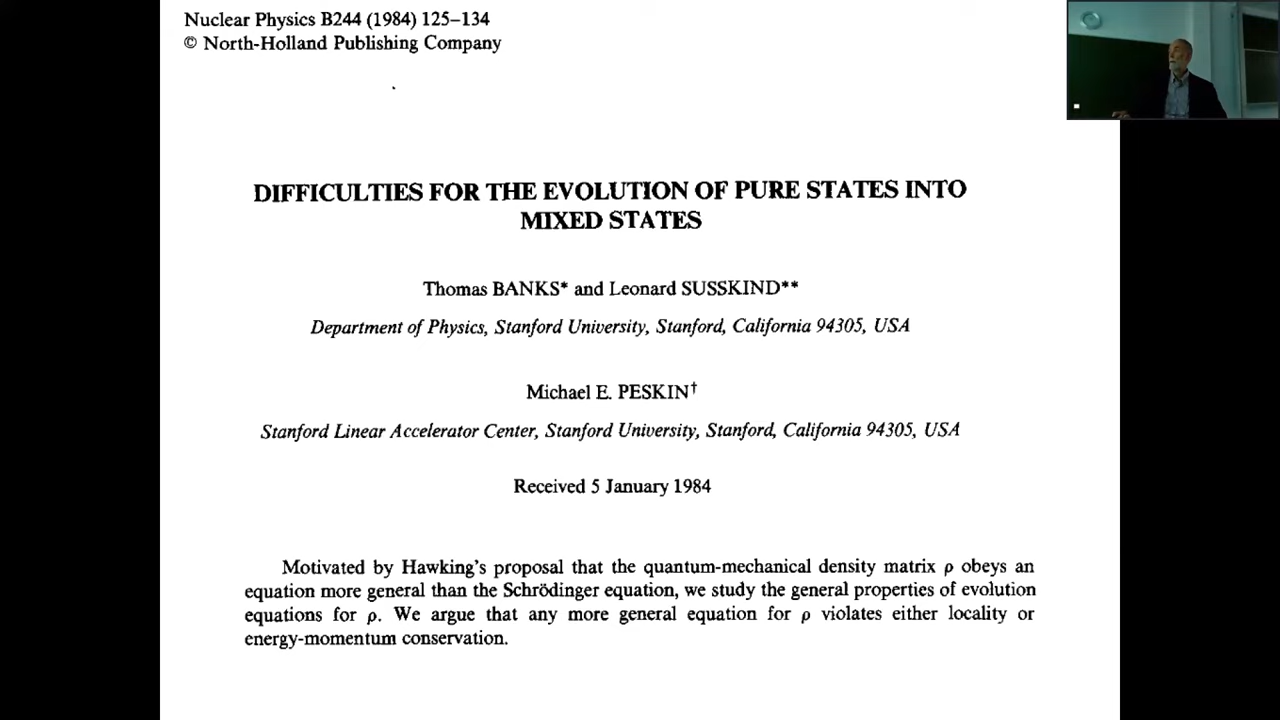 Nuclear Physics B244 (1984) 125–134
© North-Holland Publishing Company
DIFFICULTIES FOR THE EVOLUTION OF PURE STATES INTO
MIXED STATES
Thomas BANKS* and Leonard SUSSKIND**
Department of Physics, Stanford University, Stanford, California 94305, USA
Michael E. PESKIN†
Stanford Linear Accelerator Center, Stanford University, Stanford, California 94305, USA
Received 5 January 1984
Motivated by Hawking's proposal that the quantum-mechanical density matrix ρ obeys an
equation more general than the Schrödinger equation, we study the general properties of evolution
equations for ρ. We argue that any more general equation for ρ violates either locality or
energy-momentum conservation.